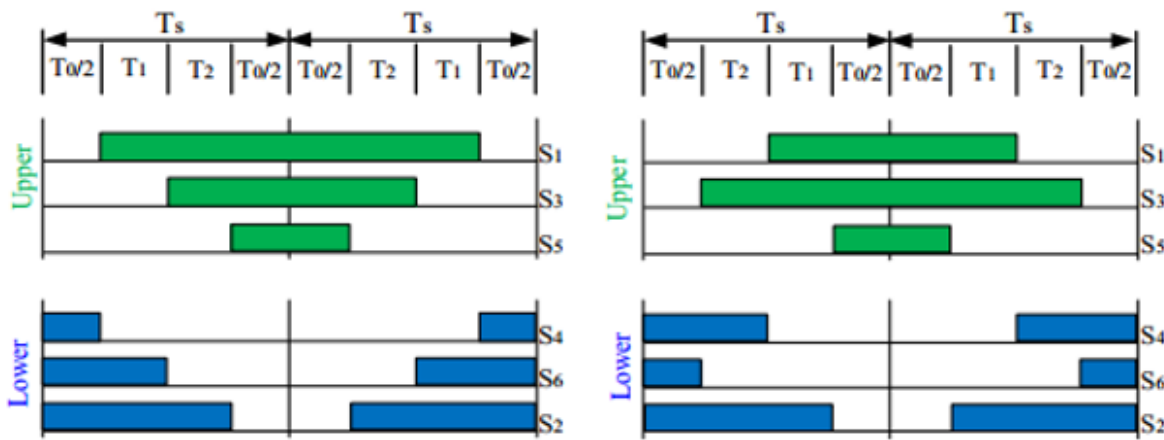 Ts Ts
T0/2 T1 T2 T0/2 T0/2 T2 T1 T0/2
Upper
S1
S3
S5
Lower
S4
S6
S2
Ts Ts
T0/2 T2 T1 T0/2 T0/2 T1 T2 T0/2
Upper
S1
S3
S5
Lower
S4
S6
S2